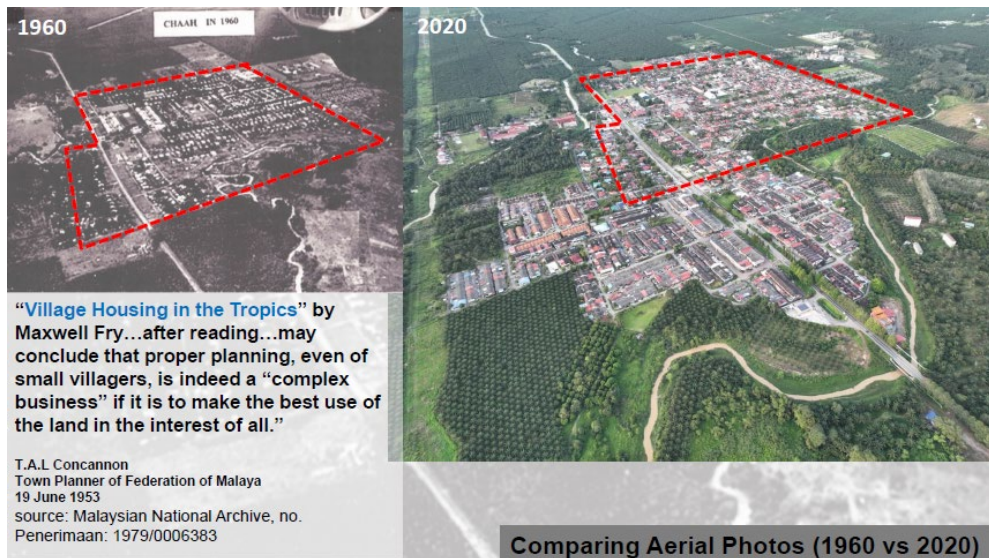 1960
CHAAH IN 1960
2020
“Village Housing in the Tropics” by
Maxwell Fry…after reading…may
conclude that proper planning, even of
small villagers, is indeed a “complex
business” if it is to make the best use of
the land in the interest of all.”
T.A.L Concannon
Town Planner of Federation of Malaya
19 June 1953
source: Malaysian National Archive, no.
Penerimaan: 1979/0006383
Comparing Aerial Photos (1960 vs 2020)